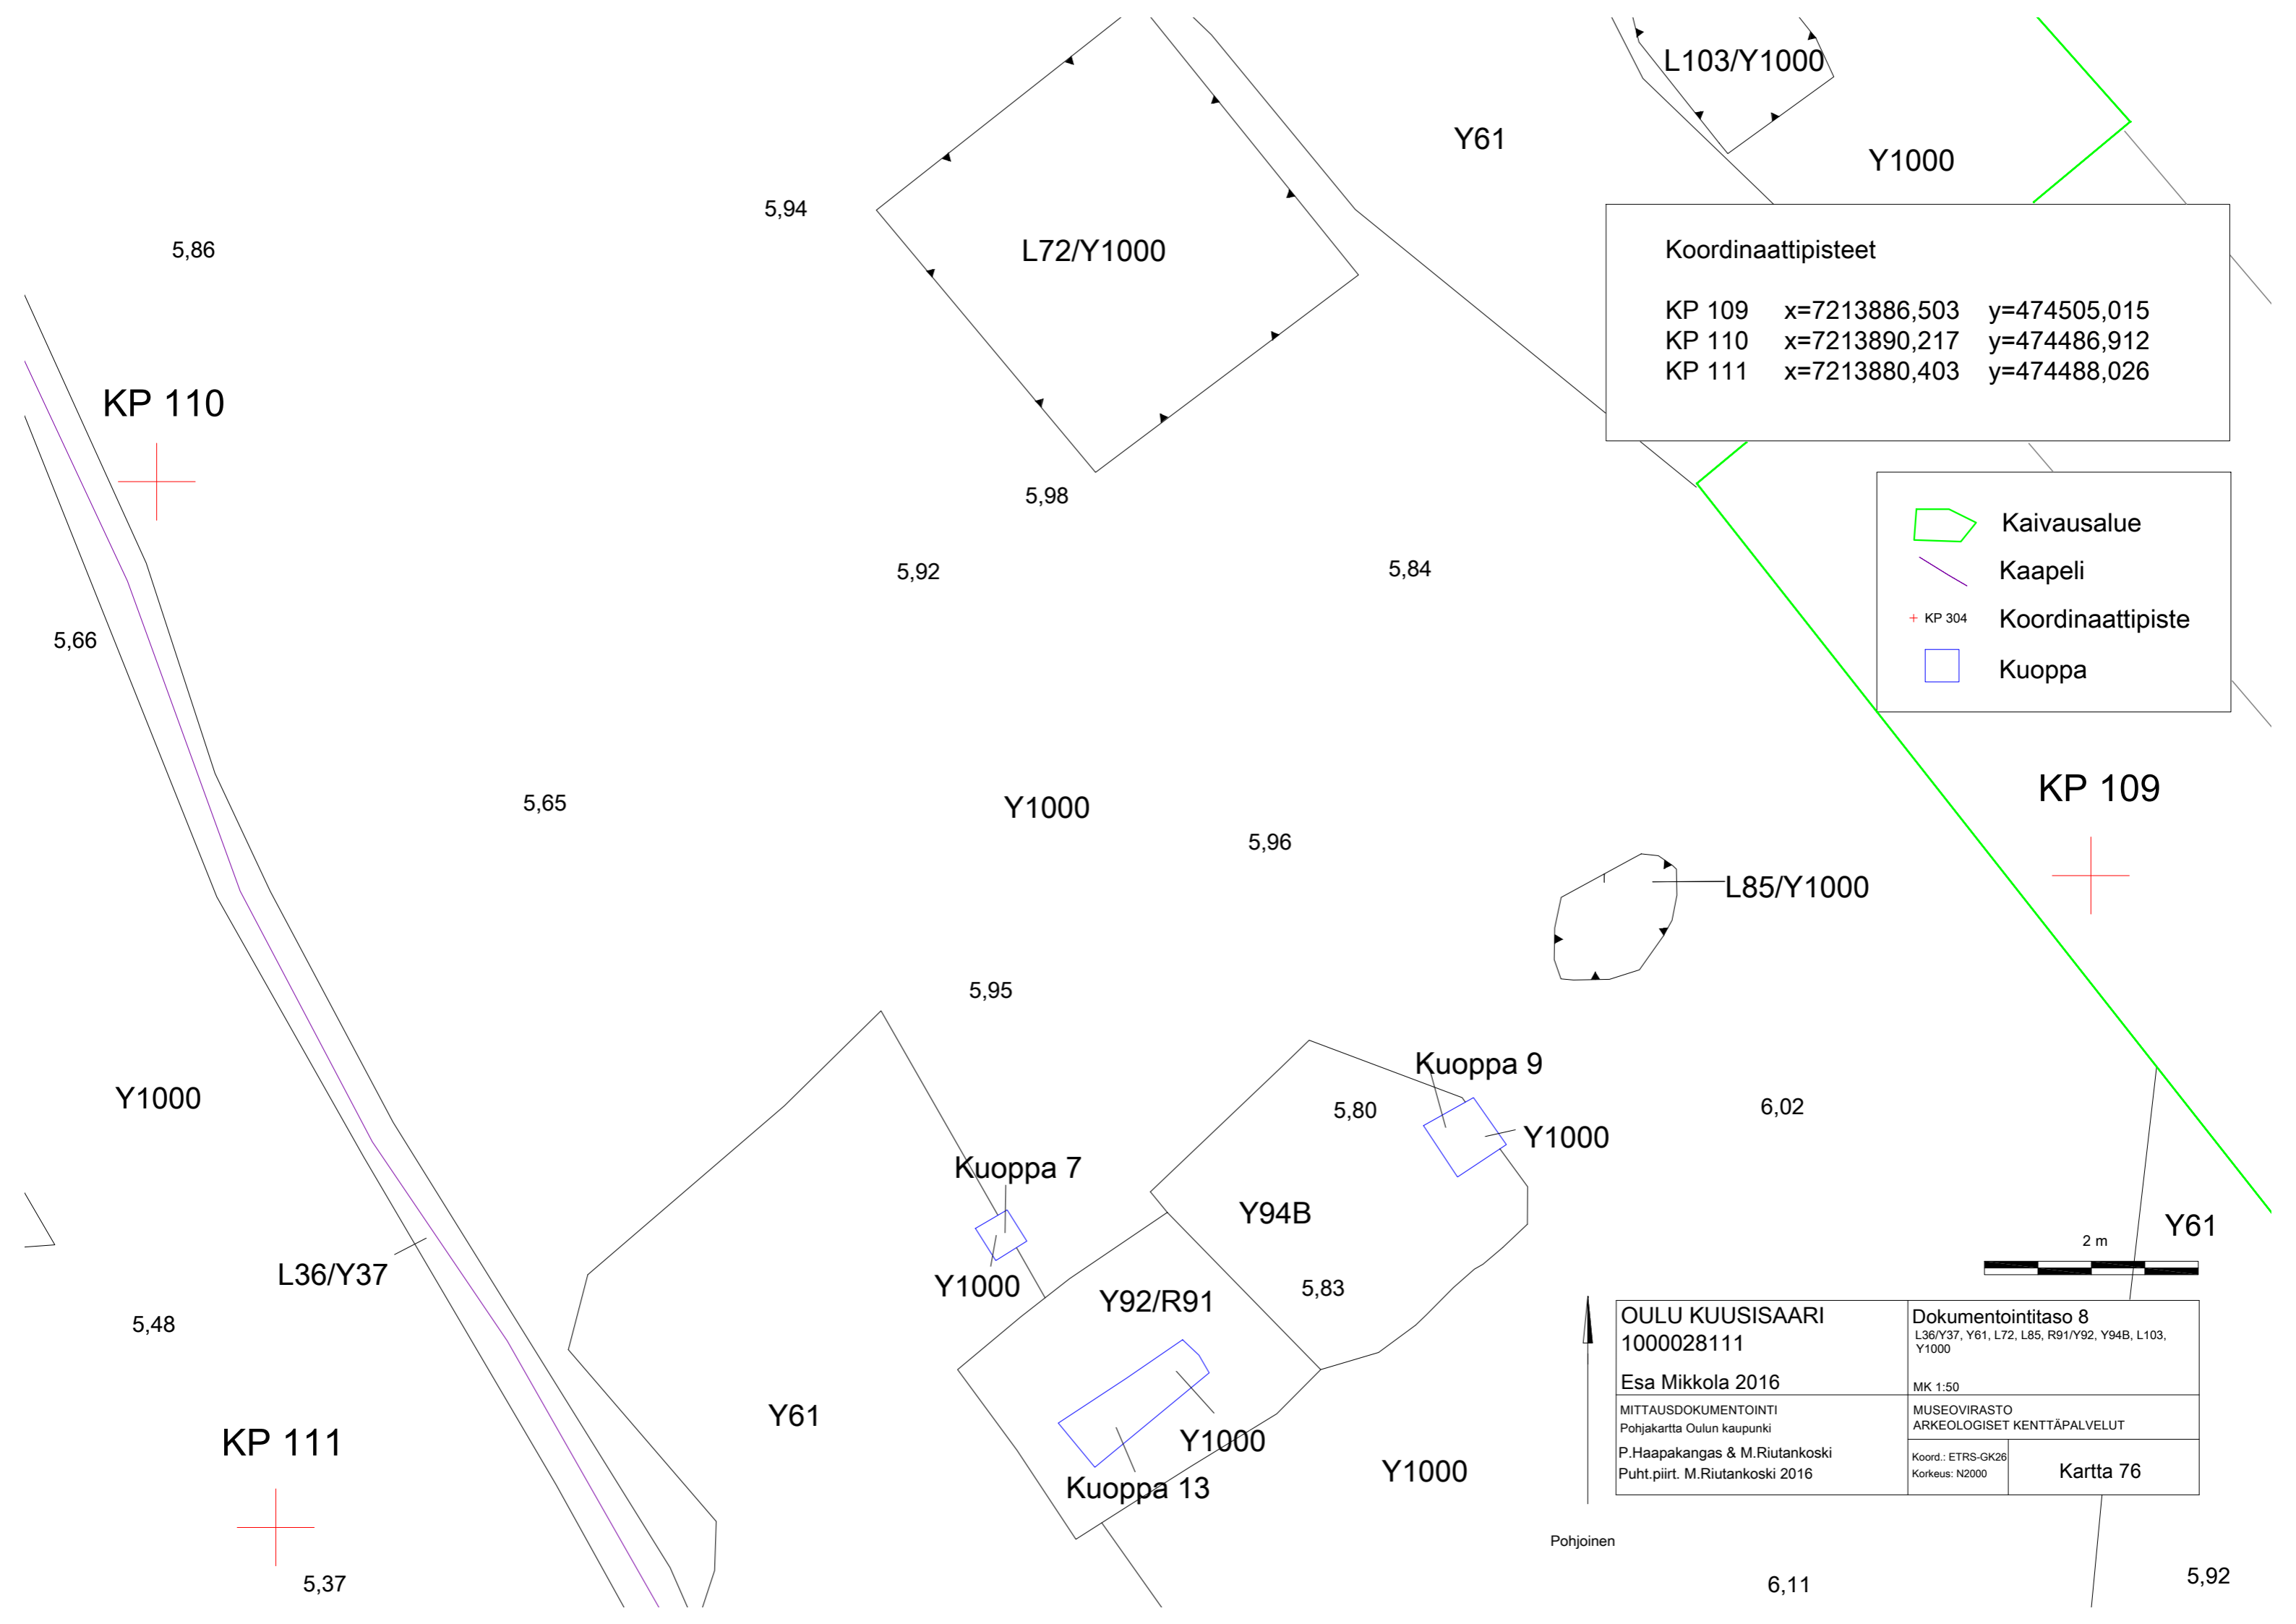 L103/Y1000
Y61
Y1000
5,94
5,86
L72/Y1000
Koordinaattipisteet
KP 109 x=7213886,503 y=474505,015
KP 110 x=7213890,217 y=474486,912
KP 111 x=7213880,403 y=474488,026
KP 110
5,98
Kaivausalue
5,92
5,84
Kaapeli
KP 304 Koordinaattipiste
5,66
Kuoppa
KP 109
5,65
Y1000
5,96
L85/Y1000
5,95
Kuoppa 9
Y1000
5,80
6,02
Y1000
Kuoppa 7
Y94B
Y61
2 m
L36/Y37
Y1000
5,83
Y92/R91
5,48
OULU KUUSISAARI
1000028111
Esa Mikkola 2016
Dokumentointitaso 8
L36/Y37, Y61, L72, L85, R91/Y92, Y94B, L103,
Y1000
MK 1:50
MITTAUSDOKUMENTOINTI
Pohjakartta Oulun kaupunki
P.Haapakangas & M.Riutankoski
Puht.piirt. M.Riutankoski 2016
MUSEOVIRASTO
ARKEOLOGISET KENTTÄPALVELUT
Koord.: ETRS-GK26
Korkeus: N2000
Kartta 76
Y61
KP 111
Y1000
Y1000
Kuoppa 13
Pohjoinen
5,37
6,11
5,92